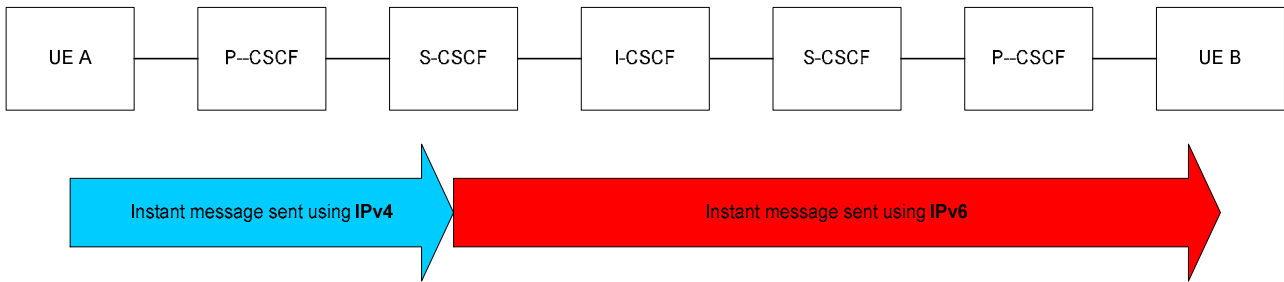 UE A
P--CSCF
S-CSCF
I-CSCF
S-CSCF
P--CSCF
UE B
Instant message sent using IPv4
Instant message sent using IPv6